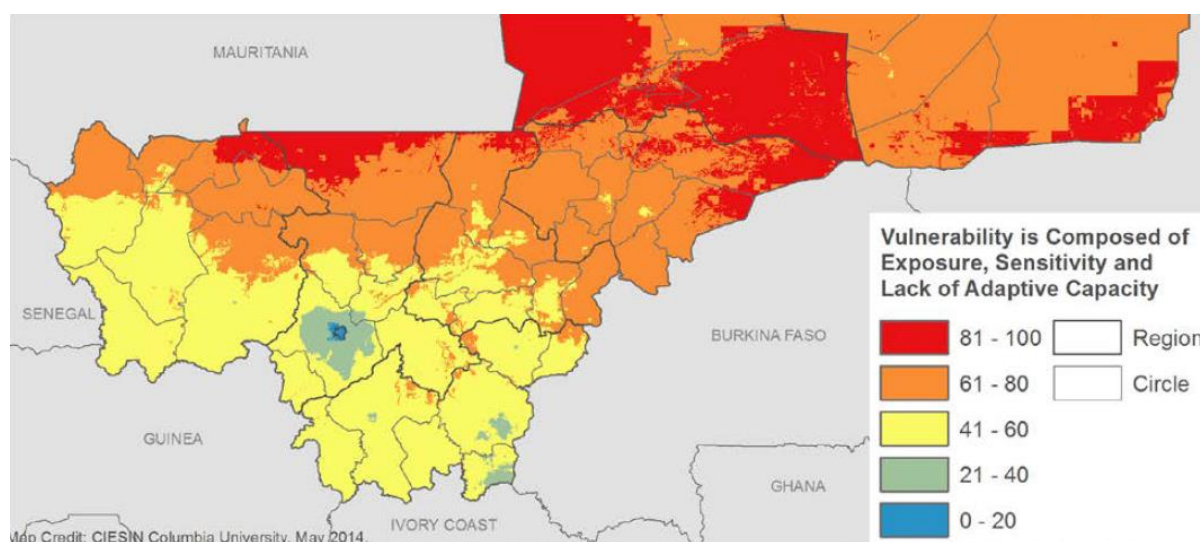 MAURITANIA
SENEGAL
GUINEA
IVORY COAST
BURKINA FASO
GHANA
Vulnerability is Composed of
Exposure, Sensitivity and
Lack of Adaptive Capacity
81 - 100 Region
61 - 80 Circle
41 - 60
21 - 40
0 - 20
Map Credit: CIESIN Columbia University, May 2014.